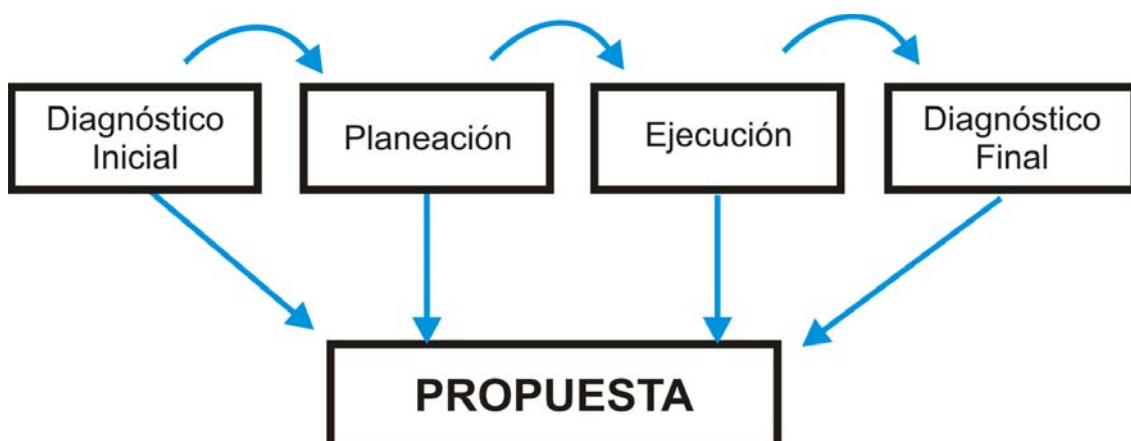 Diagnóstico
Inicial
Planeación
Ejecución
Diagnóstico
Final
PROPUESTA